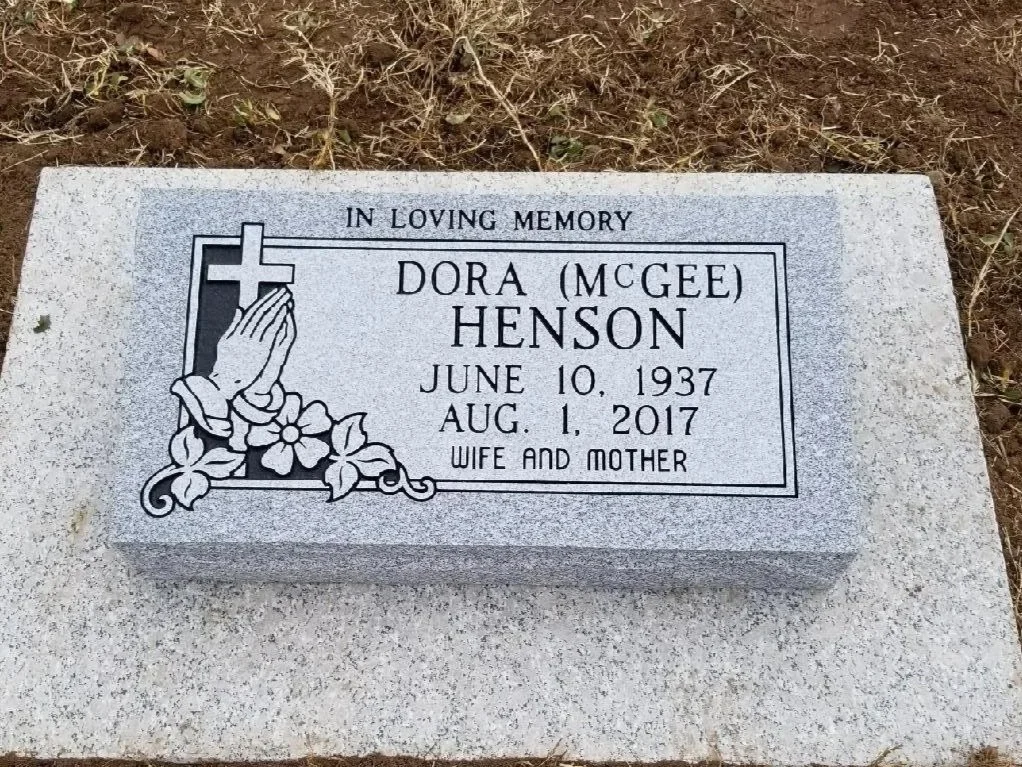 IN LOVING MEMORY
DORA (McGEE)
HENSON
JUNE 10, 1937
AUG. 1, 2017
WIFE AND MOTHER